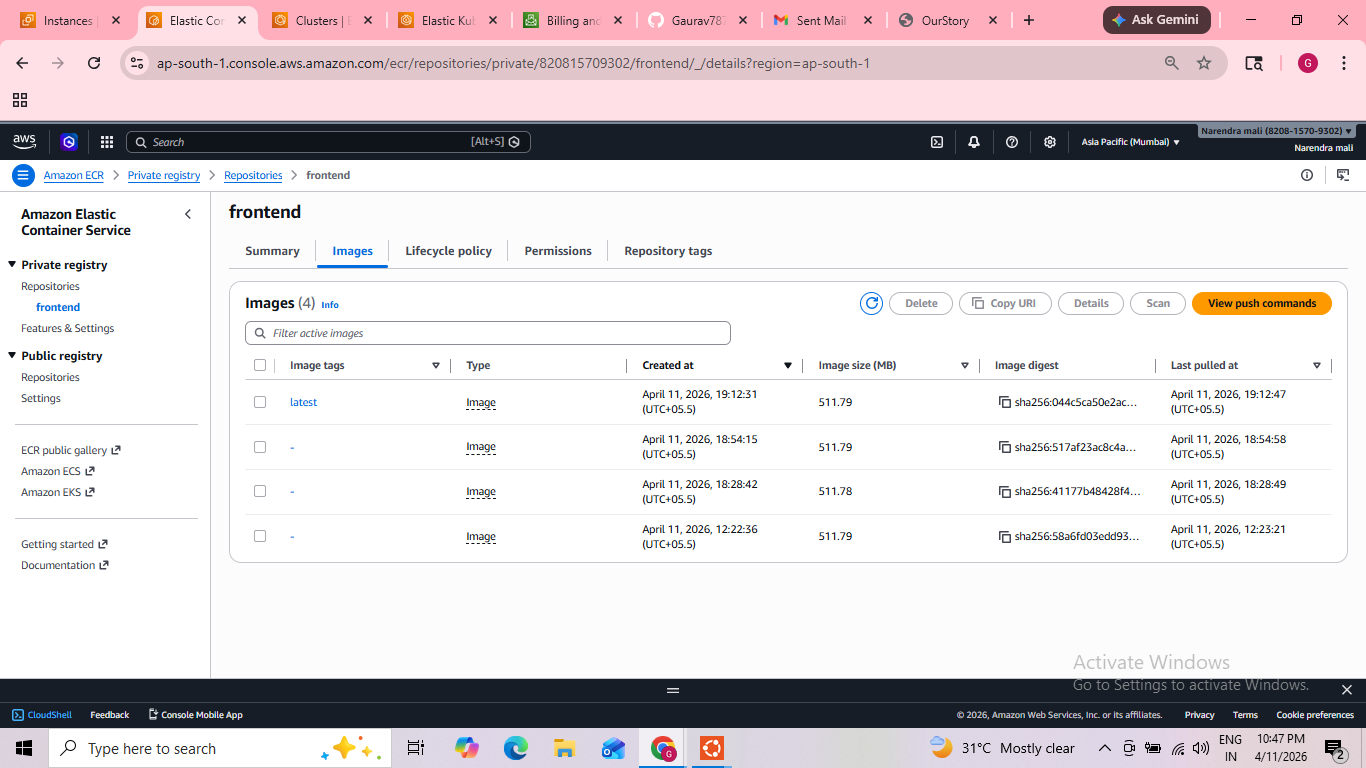 Instances
Elastic Con
Clusters | E
Elastic Kub
Billing and
Gaurav787
Sent Mail
OurStory
Ask Gemini
ap-south-1.console.aws.amazon.com/ecr/repositories/private/820815709302/frontend/_/details?region=ap-south-1
G
aws
Search
[Alt+S]
Asia Pacific (Mumbai)
Narendra mali (8208-1570-9302)
Narendra mali
Amazon ECR
Private registry
Repositories
frontend
Amazon Elastic
Container Service
Private registry
Repositories
frontend
Features & Settings
Public registry
Repositories
Settings
ECR public gallery
Amazon ECS
Amazon EKS
Getting started
Documentation
frontend
Summary
Images
Lifecycle policy
Permissions
Repository tags
Images (4) Info
Delete
Copy URI
Details
Scan
View push commands
Filter active images
Image tags
Type
Created at
Image size (MB)
Image digest
Last pulled at
latest
Image
April 11, 2026, 19:12:31
(UTC+05.5)
511.79
sha256:044c5ca50e2ac...
April 11, 2026, 19:12:47
(UTC+05.5)
-
Image
April 11, 2026, 18:54:15
(UTC+05.5)
511.79
sha256:517af23ac8c4a...
April 11, 2026, 18:54:58
(UTC+05.5)
-
Image
April 11, 2026, 18:28:42
(UTC+05.5)
511.78
sha256:41177b48428f4...
April 11, 2026, 18:28:49
(UTC+05.5)
-
Image
April 11, 2026, 12:22:36
(UTC+05.5)
511.79
sha256:58a6fd03edd93...
April 11, 2026, 12:23:21
(UTC+05.5)
Activate Windows
Go to Settings to activate Windows.
CloudShell
Feedback
Console Mobile App
© 2026, Amazon Web Services, Inc. or its affiliates.
Privacy
Terms
Cookie preferences
Type here to search
31°C Mostly clear
ENG
IN
10:47 PM
4/11/2026
2